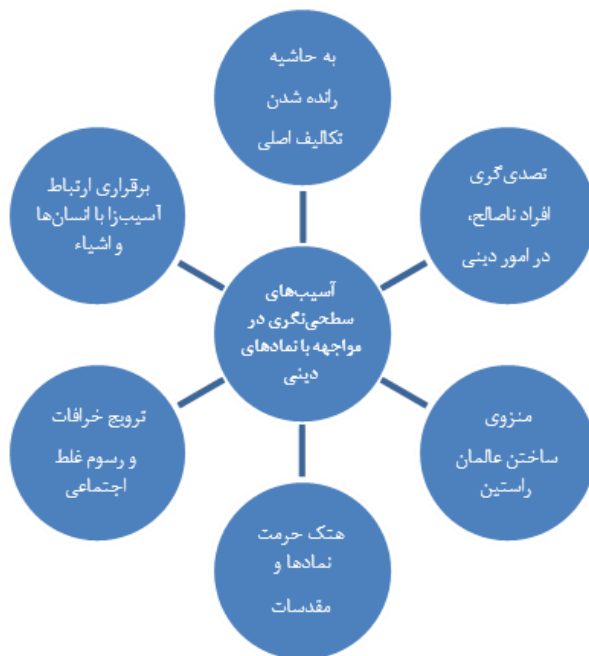 به حاشیه
رانده شدن
تکالیف اصلی
تصدی‌گری
افراد ناصالح،
در امور دینی
منزوی
ساختن عالمان
راستین
هتک حرمت
نمادها و
مقدسات
ترویج خرافات
و رسوم غلط
اجتماعی
برقراری ارتباط
آسیب‌زا با انسان‌ها
و اشیاء
آسیب‌های
سطحی‌نگری در
مواجهه با نمادهای
دینی